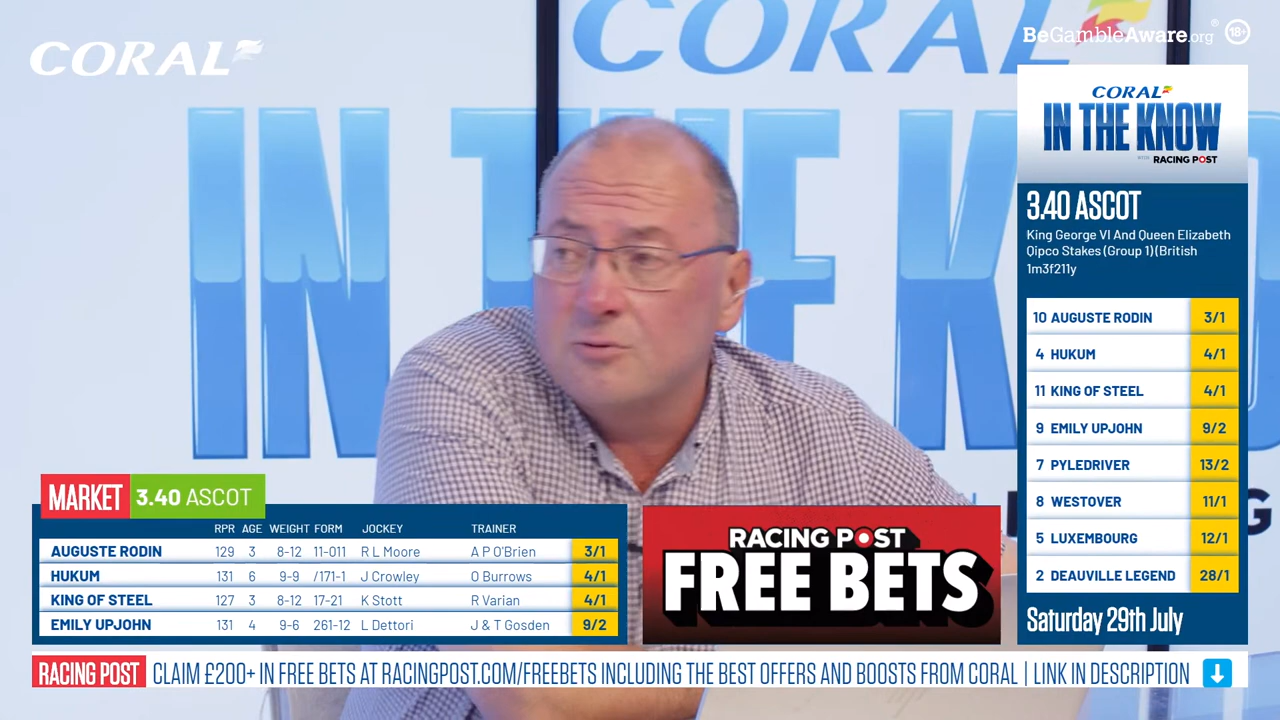 CORAL
CORAL
BeGambleAware.org® 18+
IN THE KNOW
CORAL
IN THE KNOW
WITH RACING POST
3.40 ASCOT
King George VI And Queen Elizabeth
Qipco Stakes (Group 1) (British
1m3f211y
10 AUGUSTE RODIN 3/1
4 HUKUM 4/1
11 KING OF STEEL 4/1
9 EMILY UPJOHN 9/2
7 PYLEDRIVER 13/2
8 WESTOVER 11/1
5 LUXEMBOURG 12/1
2 DEAUVILLE LEGEND 28/1
Saturday 29th July
MARKET 3.40 ASCOT
RPR AGE WEIGHT FORM JOCKEY TRAINER
AUGUSTE RODIN 129 3 8-12 11-011 R L Moore A P O'Brien 3/1
HUKUM 131 6 9-9 /171-1 J Crowley O Burrows 4/1
KING OF STEEL 127 3 8-12 17-21 K Stott R Varian 4/1
EMILY UPJOHN 131 4 9-6 261-12 L Dettori J & T Gosden 9/2
RACING POST
FREE BETS
RACING POST CLAIM £200+ IN FREE BETS AT RACINGPOST.COM/FREEBETS INCLUDING THE BEST OFFERS AND BOOSTS FROM CORAL | LINK IN DESCRIPTION